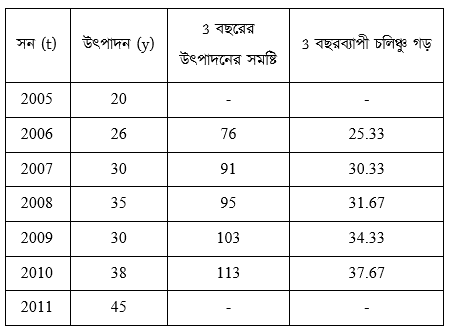 সন (t) উৎপাদন (y) 3 বছরের উৎপাদনের সমষ্টি 3 বছরব্যাপী চলিষ্ণু গড়
2005 20 - -
2006 26 76 25.33
2007 30 91 30.33
2008 35 95 31.67
2009 30 103 34.33
2010 38 113 37.67
2011 45 - -